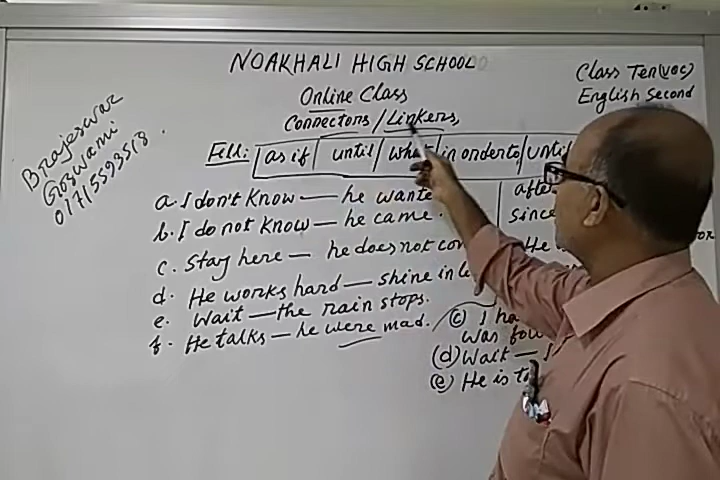 NOAKHALI HIGH SCHOOL
Online Class
Connectors / Linkers,
Class Ten (VOC)
English Second
Brajeswar
Goswami
01715593518.
Fill: as if / until / what / in order to / until
a. I don't know — he wante
b. I do not know — he came.
c. Stay here — he does not com
d. He works hard — shine in
e. Wait — the rain stops.
f. He talks — he were mad.
afte
since
He
(c) I ha
was
(d) Wait —
(e) He is